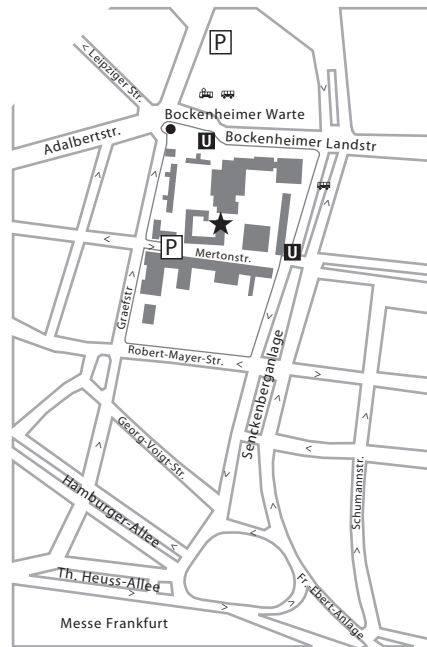 P
Leipziger Str.
Bockenheimer Warte
Adalbertstr.
U
Bockenheimer Landstr
P
Mertonstr.
U
Graefstr
Robert-Mayer-Str.
Senckenberganlage
Georg-Voigt-Str.
Hamburger-Allee
Schumannstr.
Th. Heuss-Allee
Fr. Ebert-Anlage
Messe Frankfurt